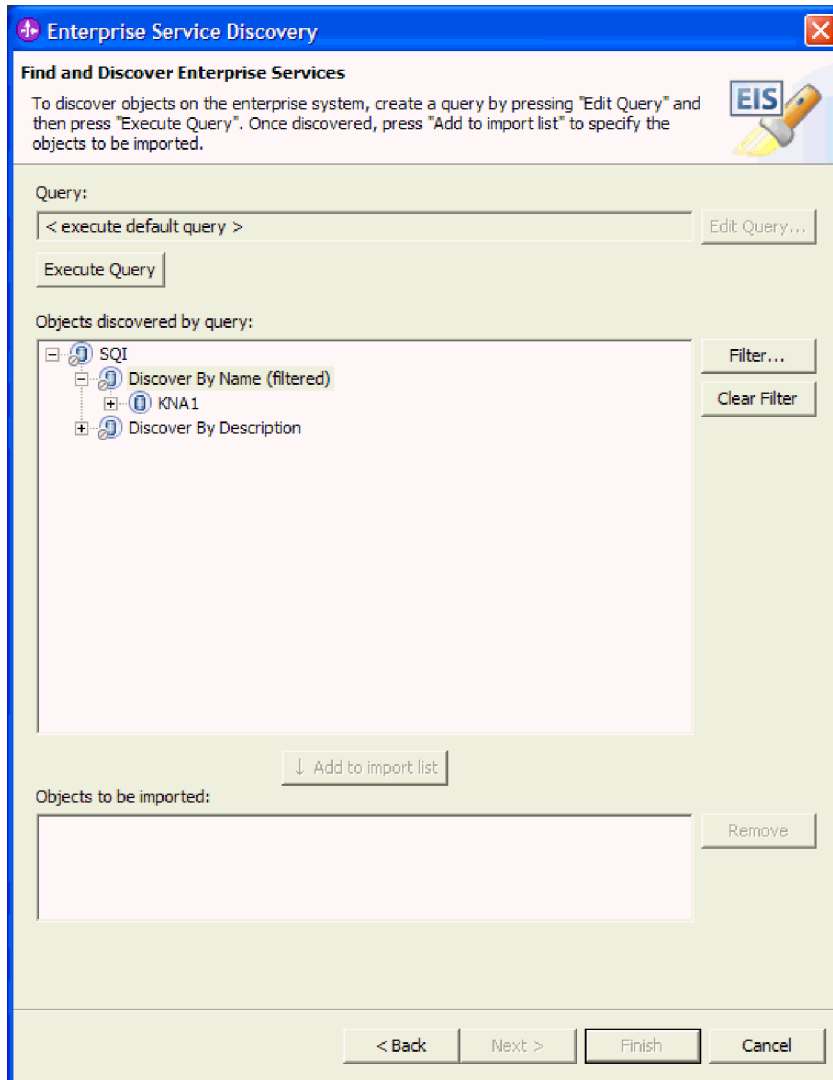 Enterprise Service Discovery
Find and Discover Enterprise Services
To discover objects on the enterprise system, create a query by pressing "Edit Query" and
then press "Execute Query". Once discovered, press "Add to import list" to specify the
objects to be imported.
EIS
Query:
< execute default query >
Edit Query...
Execute Query
Objects discovered by query:
SQI
Discover By Name (filtered)
KNA1
Discover By Description
Filter...
Clear Filter
↓ Add to import list
Objects to be imported:
Remove
< Back
Next >
Finish
Cancel